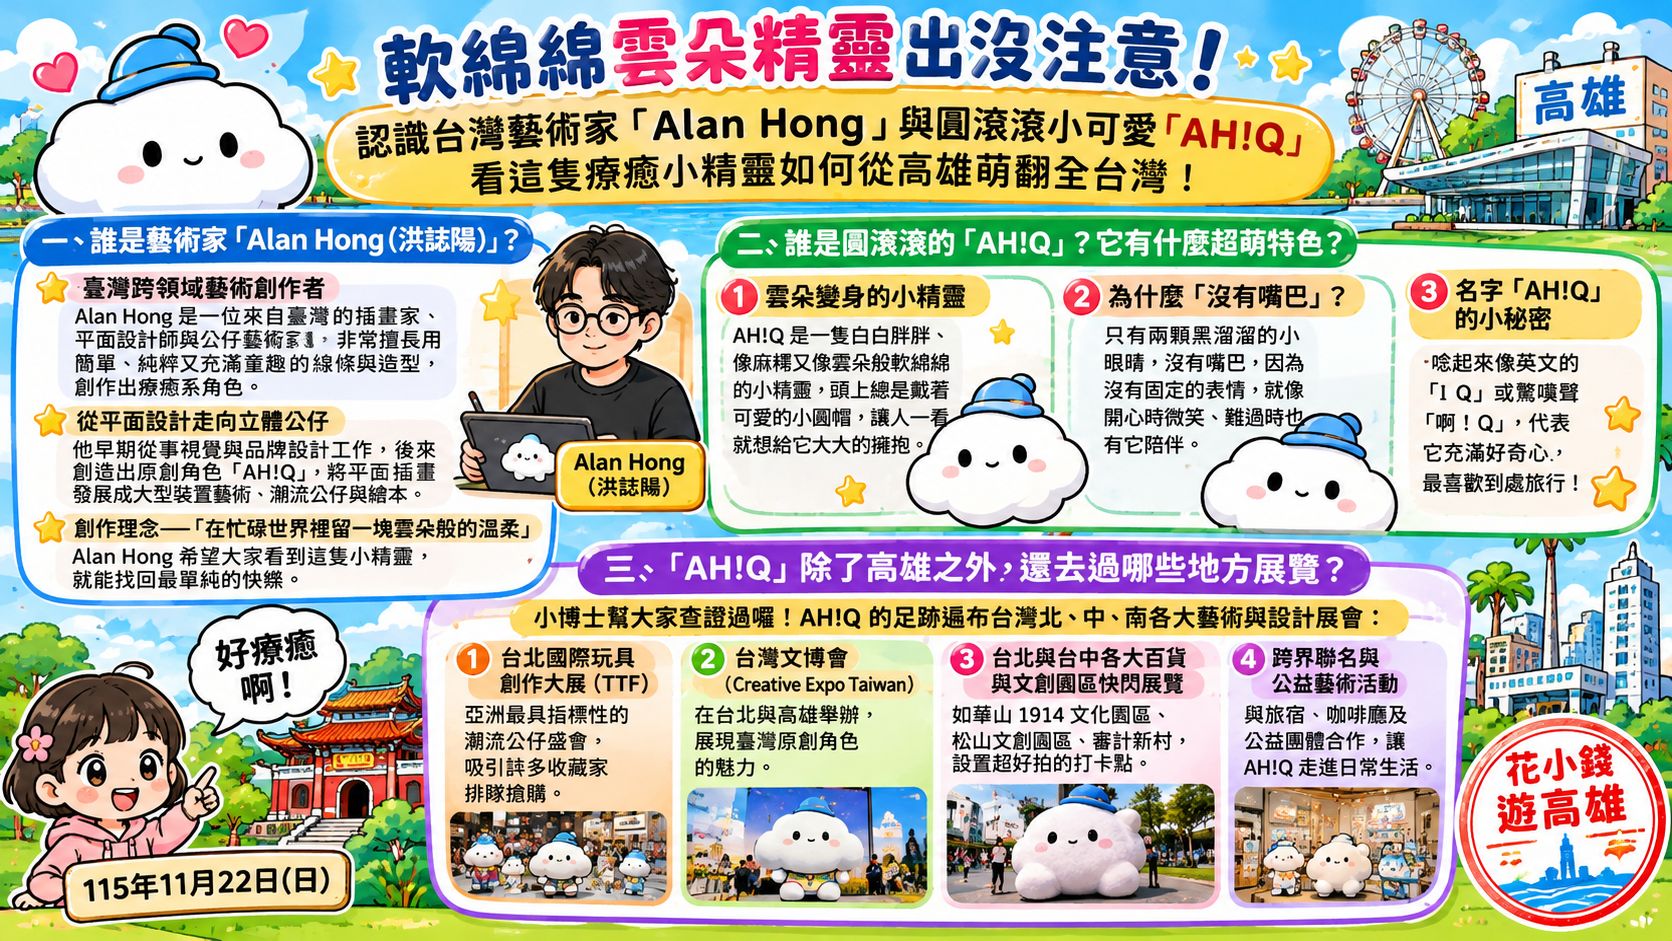 軟綿綿雲朵精靈出沒注意！
認識台灣藝術家「Alan Hong」與圓滾滾小可愛「AH!Q」
看這隻療癒小精靈如何從高雄萌翻全台灣！
高雄
一、誰是藝術家「Alan Hong（洪誌陽）」？
臺灣跨領域藝術創作者
Alan Hong 是一位來自臺灣的插畫家、
平面設計師與公仔藝術，非常擅長用
簡單、純粹又充滿童趣的線條與造型，
創作出療癒系角色。
從平面設計走向立體公仔
他早期從事視覺與品牌設計工作，後來
創造出原創角色「AH!Q」，將平面插畫
發展成大型裝置藝術、潮流公仔與繪本。
創作理念──「在忙碌世界裡留一塊雲朵般的溫柔」
Alan Hong 希望大家看到這隻小精靈，
就能找回最單純的快樂。
Alan Hong
（洪誌陽）
二、誰是圓滾滾的「AH!Q」？它有什麼超萌特色？
1 雲朵變身的小精靈
AH!Q 是一隻白白胖胖、
像麻糬又像雲朵般軟綿綿
的小精靈，頭上總是戴著
可愛的小圓帽，讓人一看
就想給它大大的擁抱。
2 為什麼「沒有嘴巴」？
只有兩顆黑溜溜的小
眼睛，沒有嘴巴，因為
沒有固定的表情，就像
開心時微笑、難過時也
有它陪伴。
3 名字「AH!Q」
的小秘密
·唸起來像英文的
「I Q」或驚嘆聲
「啊！Q」，代表
它充滿好奇心.，
最喜歡到處旅行！
三、「AH!Q」除了高雄之外，還去過哪些地方展覽？
小博士幫大家查證過囉！AH!Q 的足跡遍布台灣北、中、南各大藝術與設計展會：
1 台北國際玩具
創作大展（TTF）
亞洲最具指標性的
潮流公仔盛會，
吸引許多收藏家
排隊搶購。
2 台灣文博會
（Creative Expo Taiwan）
在台北與高雄舉辦，
展現臺灣原創角色
的魅力。
3 台北與台中各大百貨
與文創園區快閃展覽
如華山 1914 文化園區、
松山文創園區、審計新村，
設置超好拍的打卡點。
4 跨界聯名與
公益藝術活動
與旅宿、咖啡廳及
公益團體合作，讓
AH!Q 走進日常生活。
好療癒
啊！
115年11月22日(日)
花小錢
遊高雄